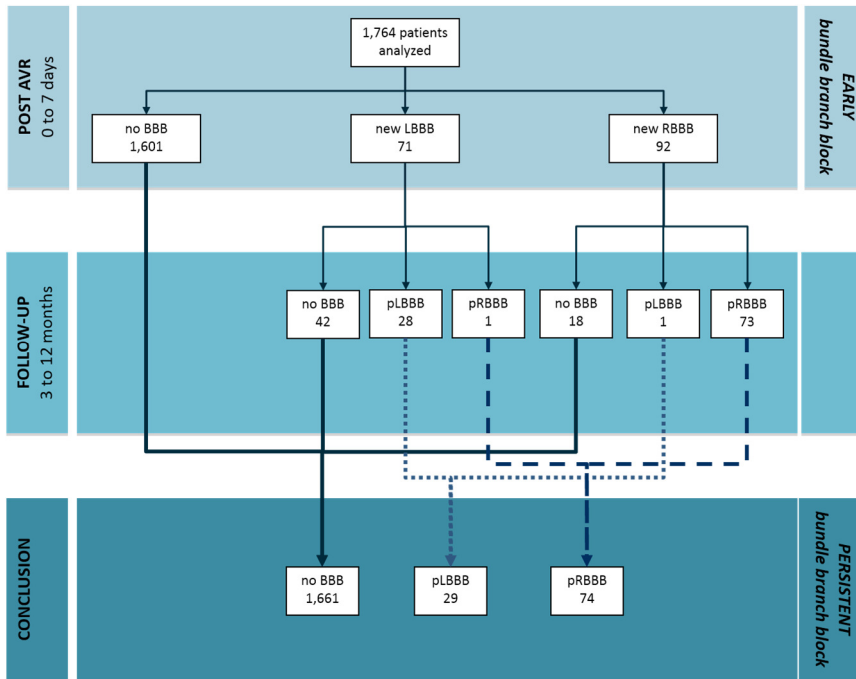 1,764 patients
analyzed
POST AVR
0 to 7 days
EARLY
bundle branch block
no BBB
1,601
new LBBB
71
new RBBB
92
FOLLOW-UP
3 to 12 months
no BBB
42
pLBBB
28
pRBBB
1
no BBB
18
pLBBB
1
pRBBB
73
CONCLUSION
PERSISTENT
bundle branch block
no BBB
1,661
pLBBB
29
pRBBB
74